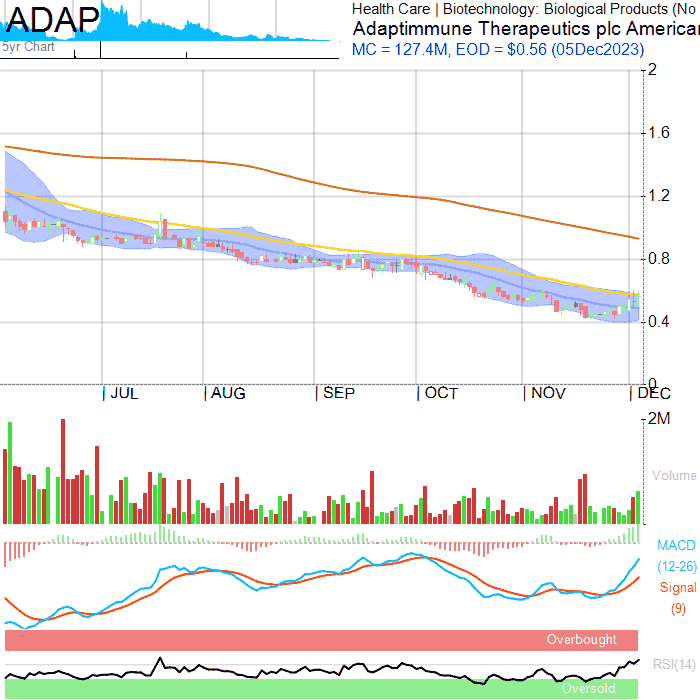 ADAP
5yr Chart
Health Care | Biotechnology: Biological Products (No
Adaptimmune Therapeutics plc American
MC = 127.4M, EOD = $0.56 (05Dec2023)
2
1.6
1.2
0.8
0.4
0
JUL AUG SEP OCT NOV DEC
2M
Volume
MACD
(12-26)
Signal
(9)
Overbought
RSI(14)
Oversold